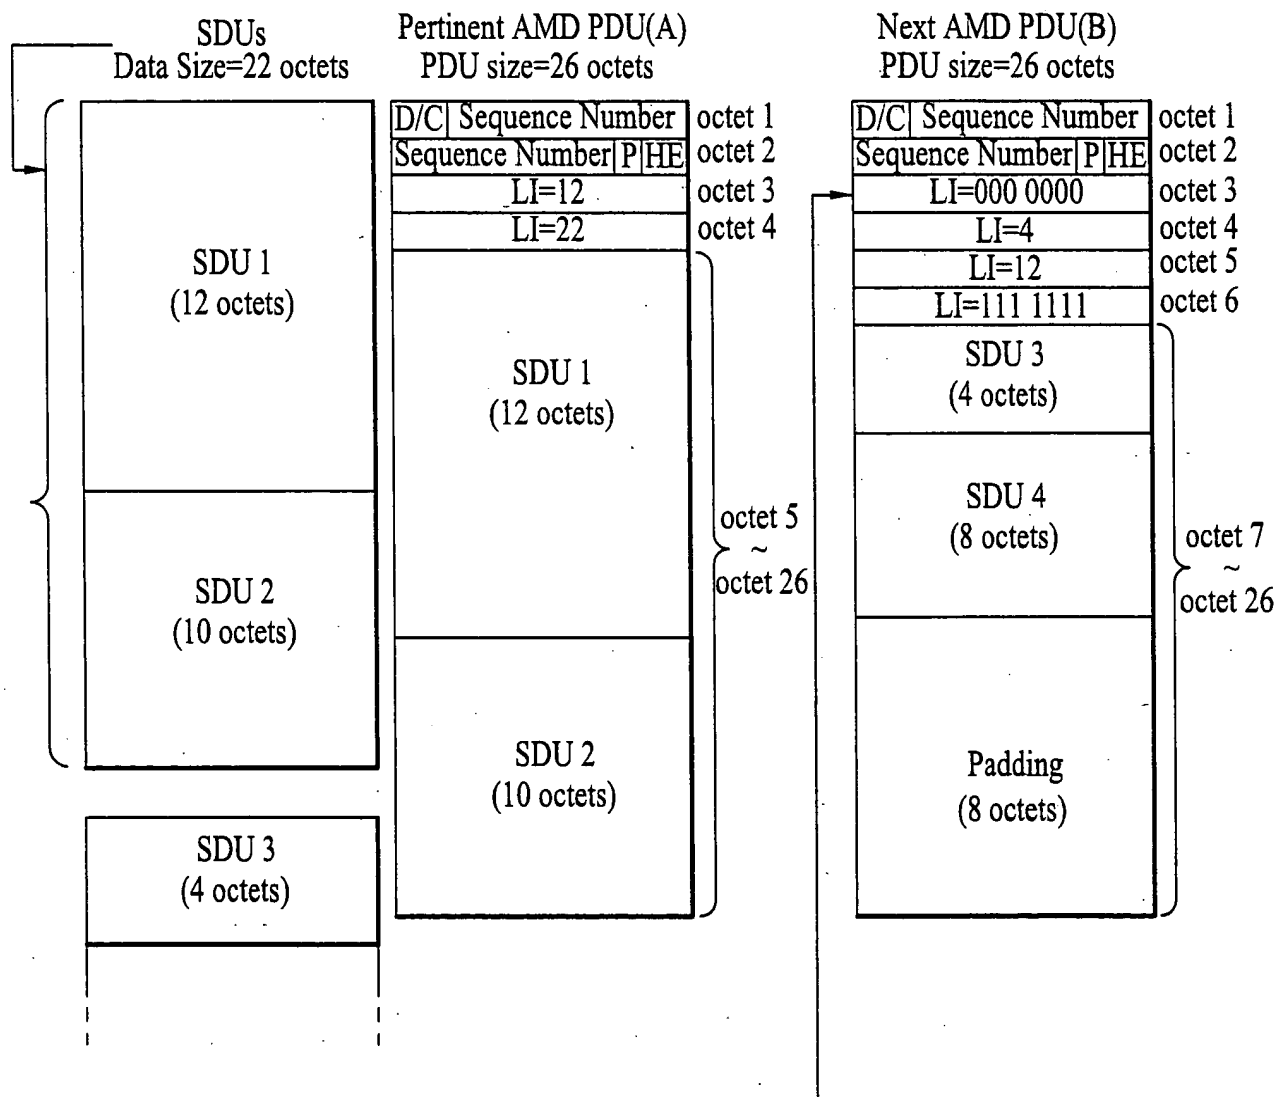 SDUs
Data Size=22 octets
SDU 1
(12 octets)
SDU 2
(10 octets)
SDU 3
(4 octets)
Pertinent AMD PDU(A)
PDU size=26 octets
D/C Sequence Number octet 1
Sequence Number P HE octet 2
LI=12 octet 3
LI=22 octet 4
SDU 1
(12 octets)
octet 5
~
octet 26
SDU 2
(10 octets)
Next AMD PDU(B)
PDU size=26 octets
D/C Sequence Number octet 1
Sequence Number P HE octet 2
LI=000 0000 octet 3
LI=4 octet 4
LI=12 octet 5
LI=111 1111 octet 6
SDU 3
(4 octets)
SDU 4
(8 octets)
octet 7
~
octet 26
Padding
(8 octets)